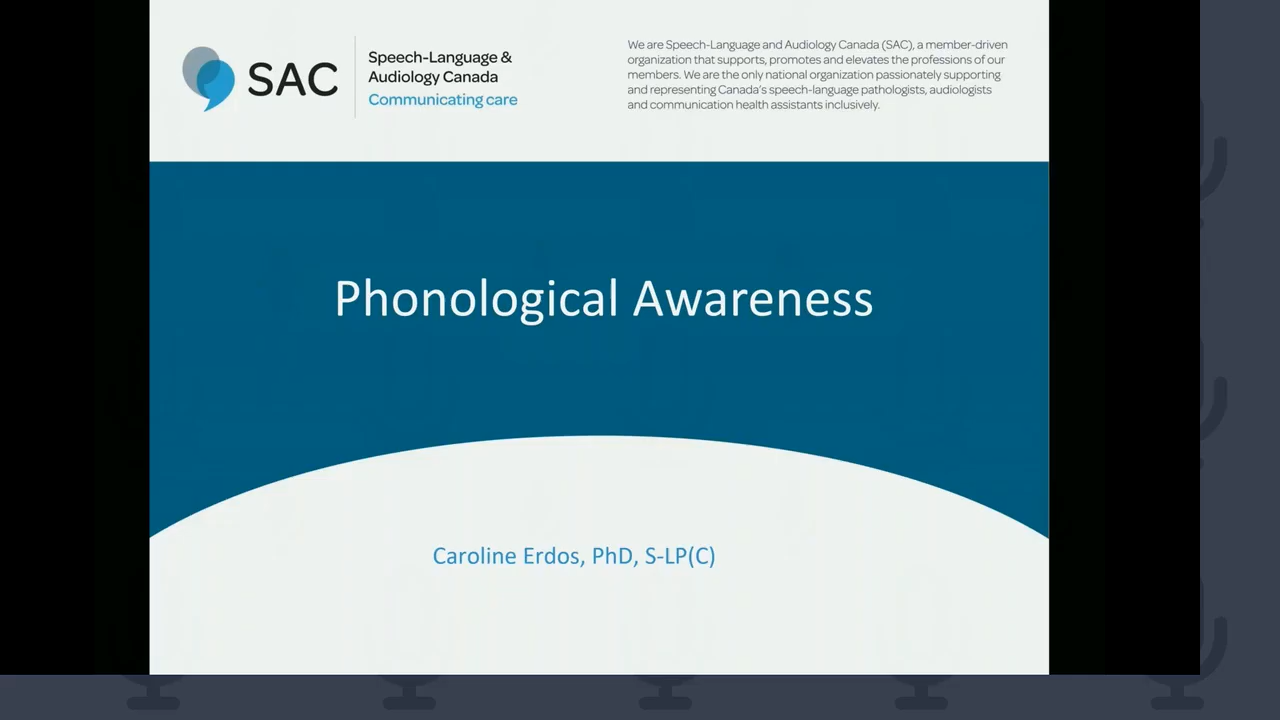 SAC
Speech-Language &
Audiology Canada
Communicating care
We are Speech-Language and Audiology Canada (SAC), a member-driven
organization that supports, promotes and elevates the professions of our
members. We are the only national organization passionately supporting
and representing Canada's speech-language pathologists, audiologists
and communication health assistants inclusively.
Phonological Awareness
Caroline Erdos, PhD, S-LP(C)